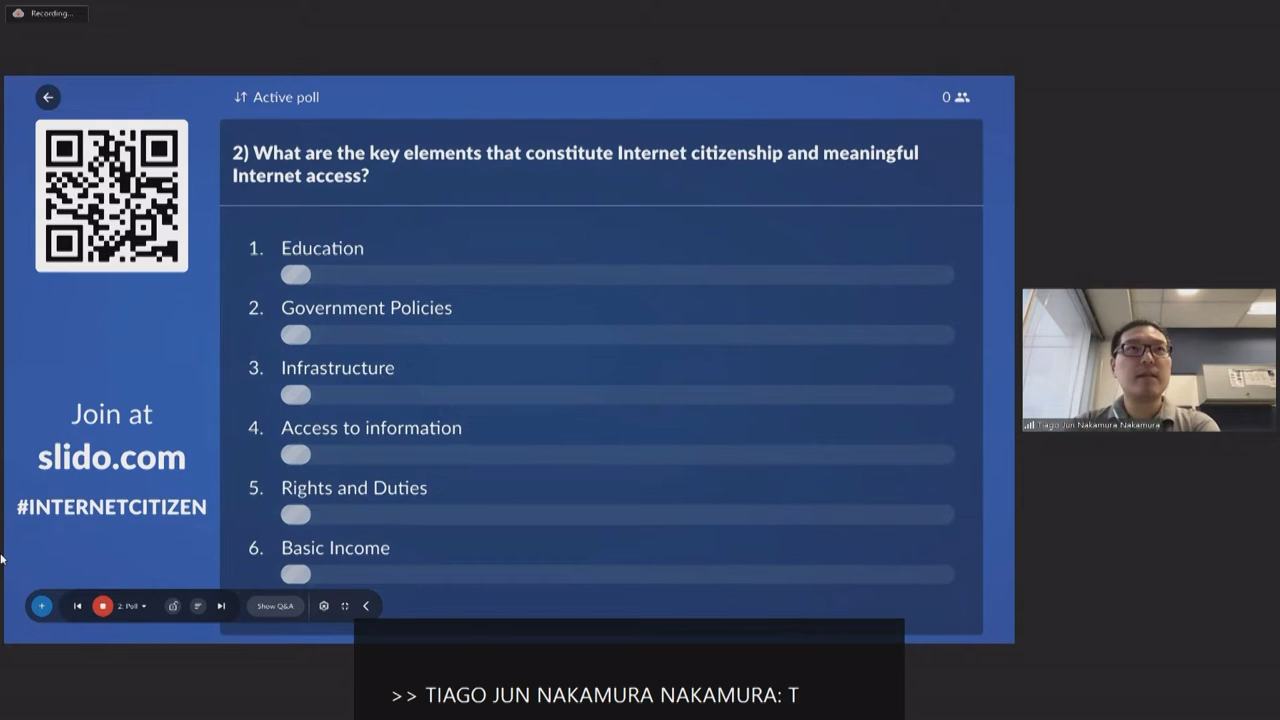 Recording...
Active poll
0
2) What are the key elements that constitute Internet citizenship and meaningful
Internet access?
1. Education
2. Government Policies
3. Infrastructure
4. Access to information
5. Rights and Duties
6. Basic Income
Join at
slido.com
#INTERNETCITIZEN
2: Poll
Show Q&A
Tiago Jun Nakamura Nakamura
>> TIAGO JUN NAKAMURA NAKAMURA: T